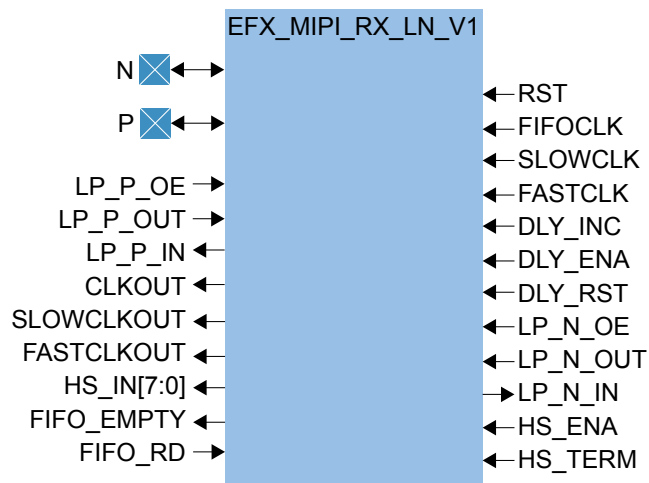 EFX_MIPI_RX_LN_V1
N
P
LP_P_OE
LP_P_OUT
LP_P_IN
CLKOUT
SLOWCLKOUT
FASTCLKOUT
HS_IN[7:0]
FIFO_EMPTY
FIFO_RD
RST
FIFOCLK
SLOWCLK
FASTCLK
DLY_INC
DLY_ENA
DLY_RST
LP_N_OE
LP_N_OUT
LP_N_IN
HS_ENA
HS_TERM